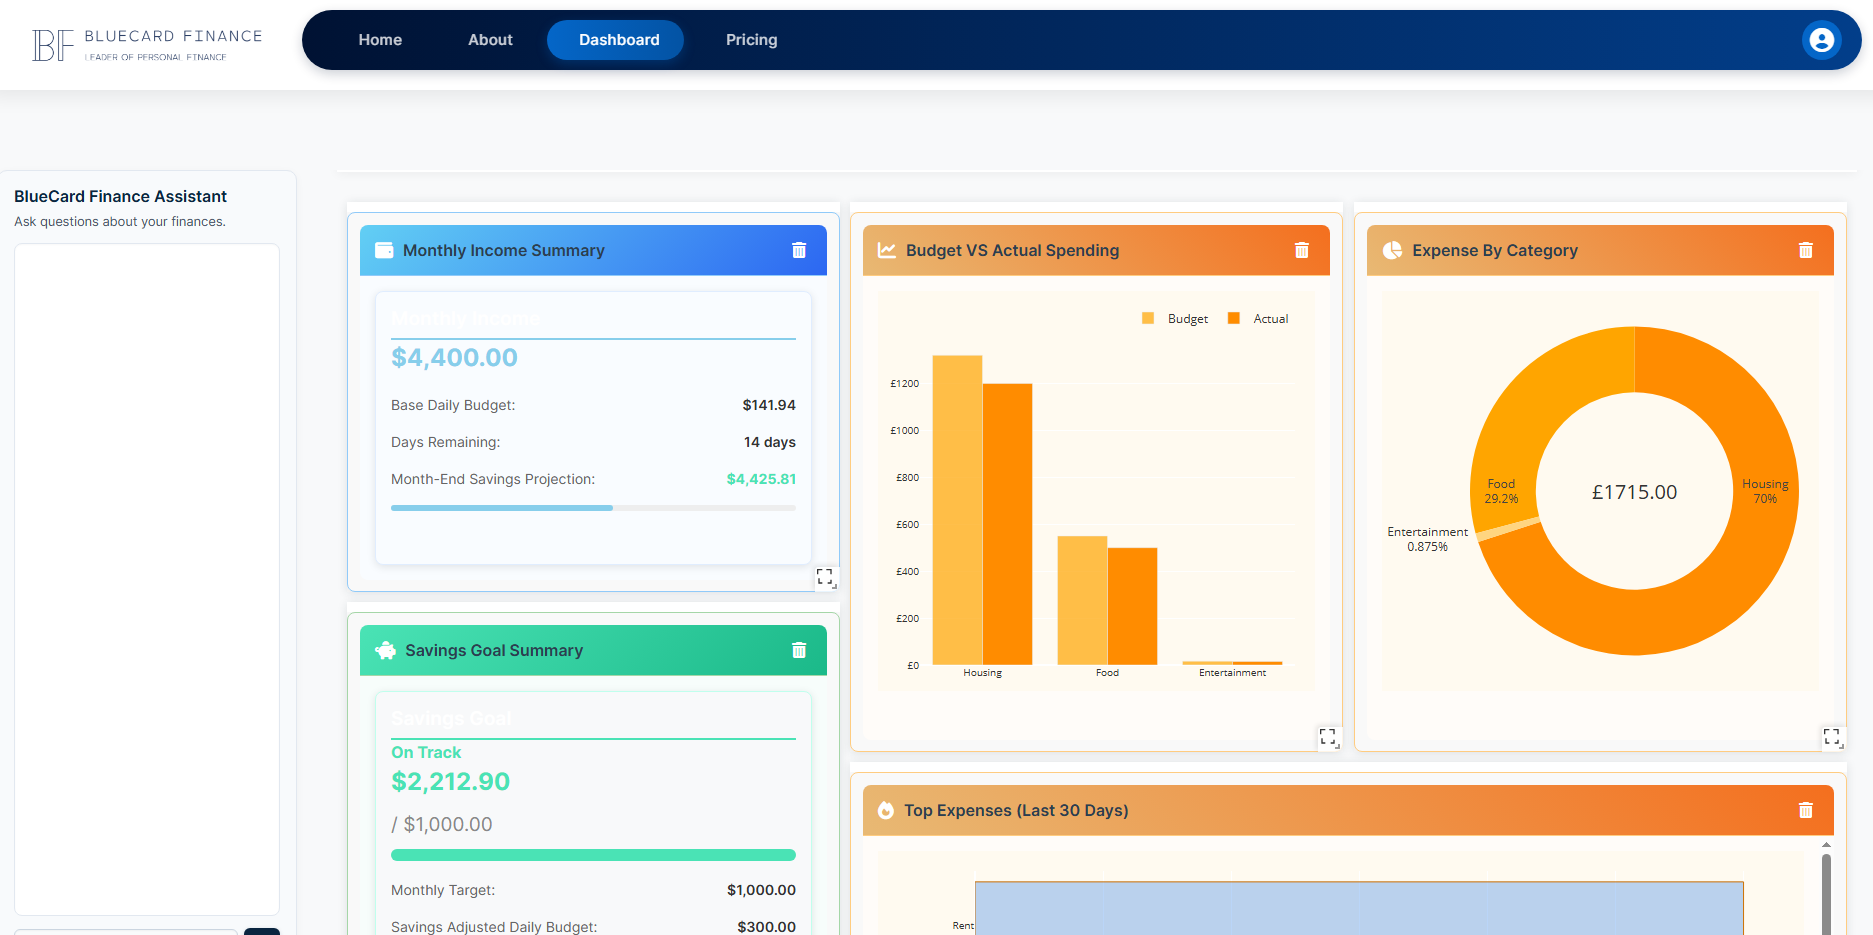 BF BLUECARD FINANCE
LEADER OF PERSONAL FINANCE
Home About Dashboard Pricing
BlueCard Finance Assistant
Ask questions about your finances.
Monthly Income Summary
Monthly Income
$4,400.00
Base Daily Budget: $141.94
Days Remaining: 14 days
Month-End Savings Projection: $4,425.81
Savings Goal Summary
Savings Goal
On Track
$2,212.90
/ $1,000.00
Monthly Target: $1,000.00
Savings Adjusted Daily Budget: $300.00
Budget VS Actual Spending
Budget Actual
£1200
£1000
£800
£600
£400
£200
£0
Housing Food Entertainment
Expense By Category
Food
29.2%
£1715.00
Housing
70%
Entertainment
0.875%
Top Expenses (Last 30 Days)
Rent